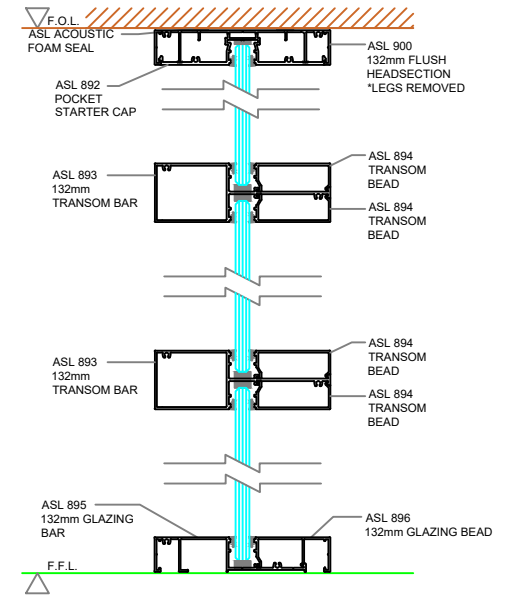 F.O.L.
ASL ACOUSTIC
FOAM SEAL
ASL 900
132mm FLUSH
HEADSECTION
*LEGS REMOVED
ASL 892
POCKET
STARTER CAP
ASL 893
132mm
TRANSOM BAR
ASL 894
TRANSOM
BEAD
ASL 894
TRANSOM
BEAD
ASL 893
132mm
TRANSOM BAR
ASL 894
TRANSOM
BEAD
ASL 894
TRANSOM
BEAD
ASL 895
132mm GLAZING
BAR
ASL 896
132mm GLAZING BEAD
F.F.L.